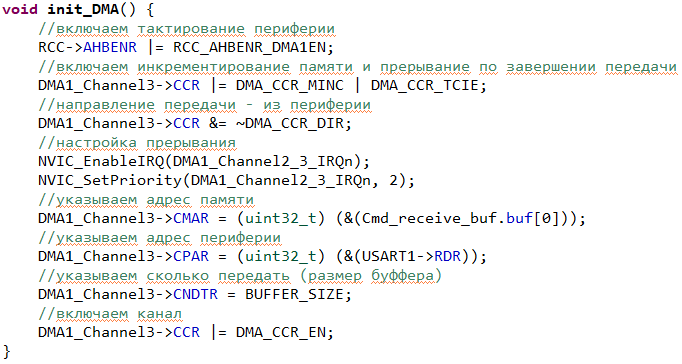 void init_DMA() {
//включаем тактирование периферии
RCC->AHBENR |= RCC_AHBENR_DMA1EN;
//включаем инкрементирование памяти и прерывание по завершении передачи
DMA1_Channel3->CCR |= DMA_CCR_MINC | DMA_CCR_TCIE;
//направление передачи - из периферии
DMA1_Channel3->CCR &= ~DMA_CCR_DIR;
//настройка прерывания
NVIC_EnableIRQ(DMA1_Channel2_3_IRQn);
NVIC_SetPriority(DMA1_Channel2_3_IRQn, 2);
//указываем адрес памяти
DMA1_Channel3->CMAR = (uint32_t) (&(Cmd_receive_buf.buf[0]));
//указываем адрес периферии
DMA1_Channel3->CPAR = (uint32_t) (&(USART1->RDR));
//указываем сколько передать (размер буффера)
DMA1_Channel3->CNDTR = BUFFER_SIZE;
//включаем канал
DMA1_Channel3->CCR |= DMA_CCR_EN;
}